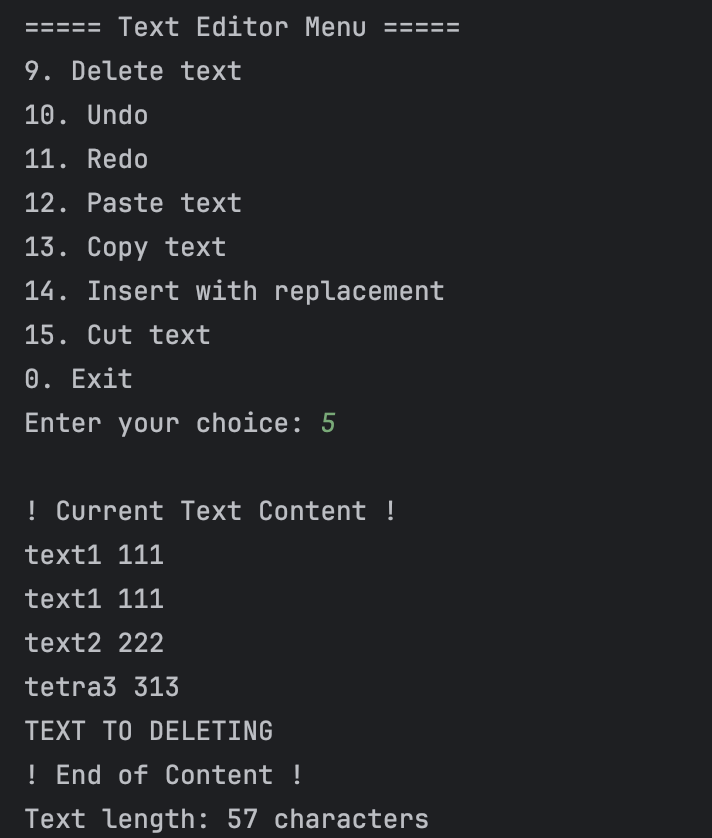 ===== Text Editor Menu =====
9. Delete text
10. Undo
11. Redo
12. Paste text
13. Copy text
14. Insert with replacement
15. Cut text
0. Exit
Enter your choice: 5
! Current Text Content !
text1 111
text1 111
text2 222
tetra3 313
TEXT TO DELETING
! End of Content !
Text length: 57 characters